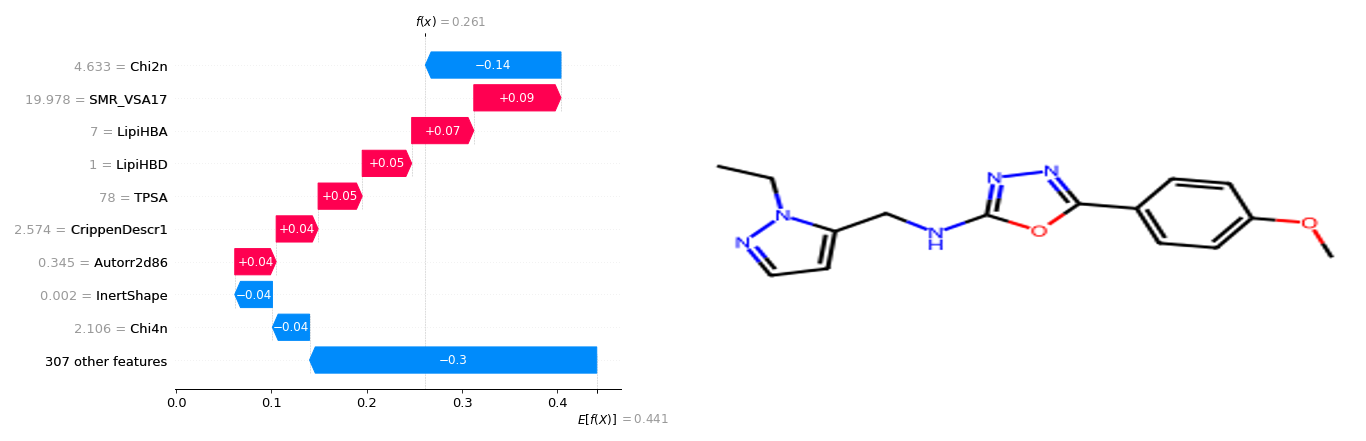 f(x) = 0.261
4.633 = Chi2n
−0.14
19.978 = SMR_VSA17
+0.09
7 = LipiHBA
+0.07
1 = LipiHBD
+0.05
78 = TPSA
+0.05
2.574 = CrippenDescr1
+0.04
0.345 = Autorr2d86
+0.04
0.002 = InertShape
−0.04
2.106 = Chi4n
−0.04
307 other features
−0.3
0.0 0.1 0.2 0.3 0.4
E[f(X)] = 0.441
N N
N
N
N
H
O
O